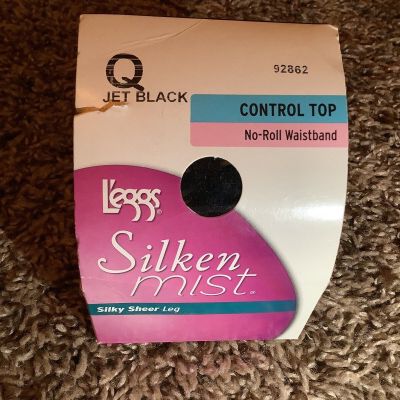 Q
92862
JET BLACK
CONTROL TOP
No-Roll Waistband
L'eggs®
Silken
mist®
Silky Sheer Leg